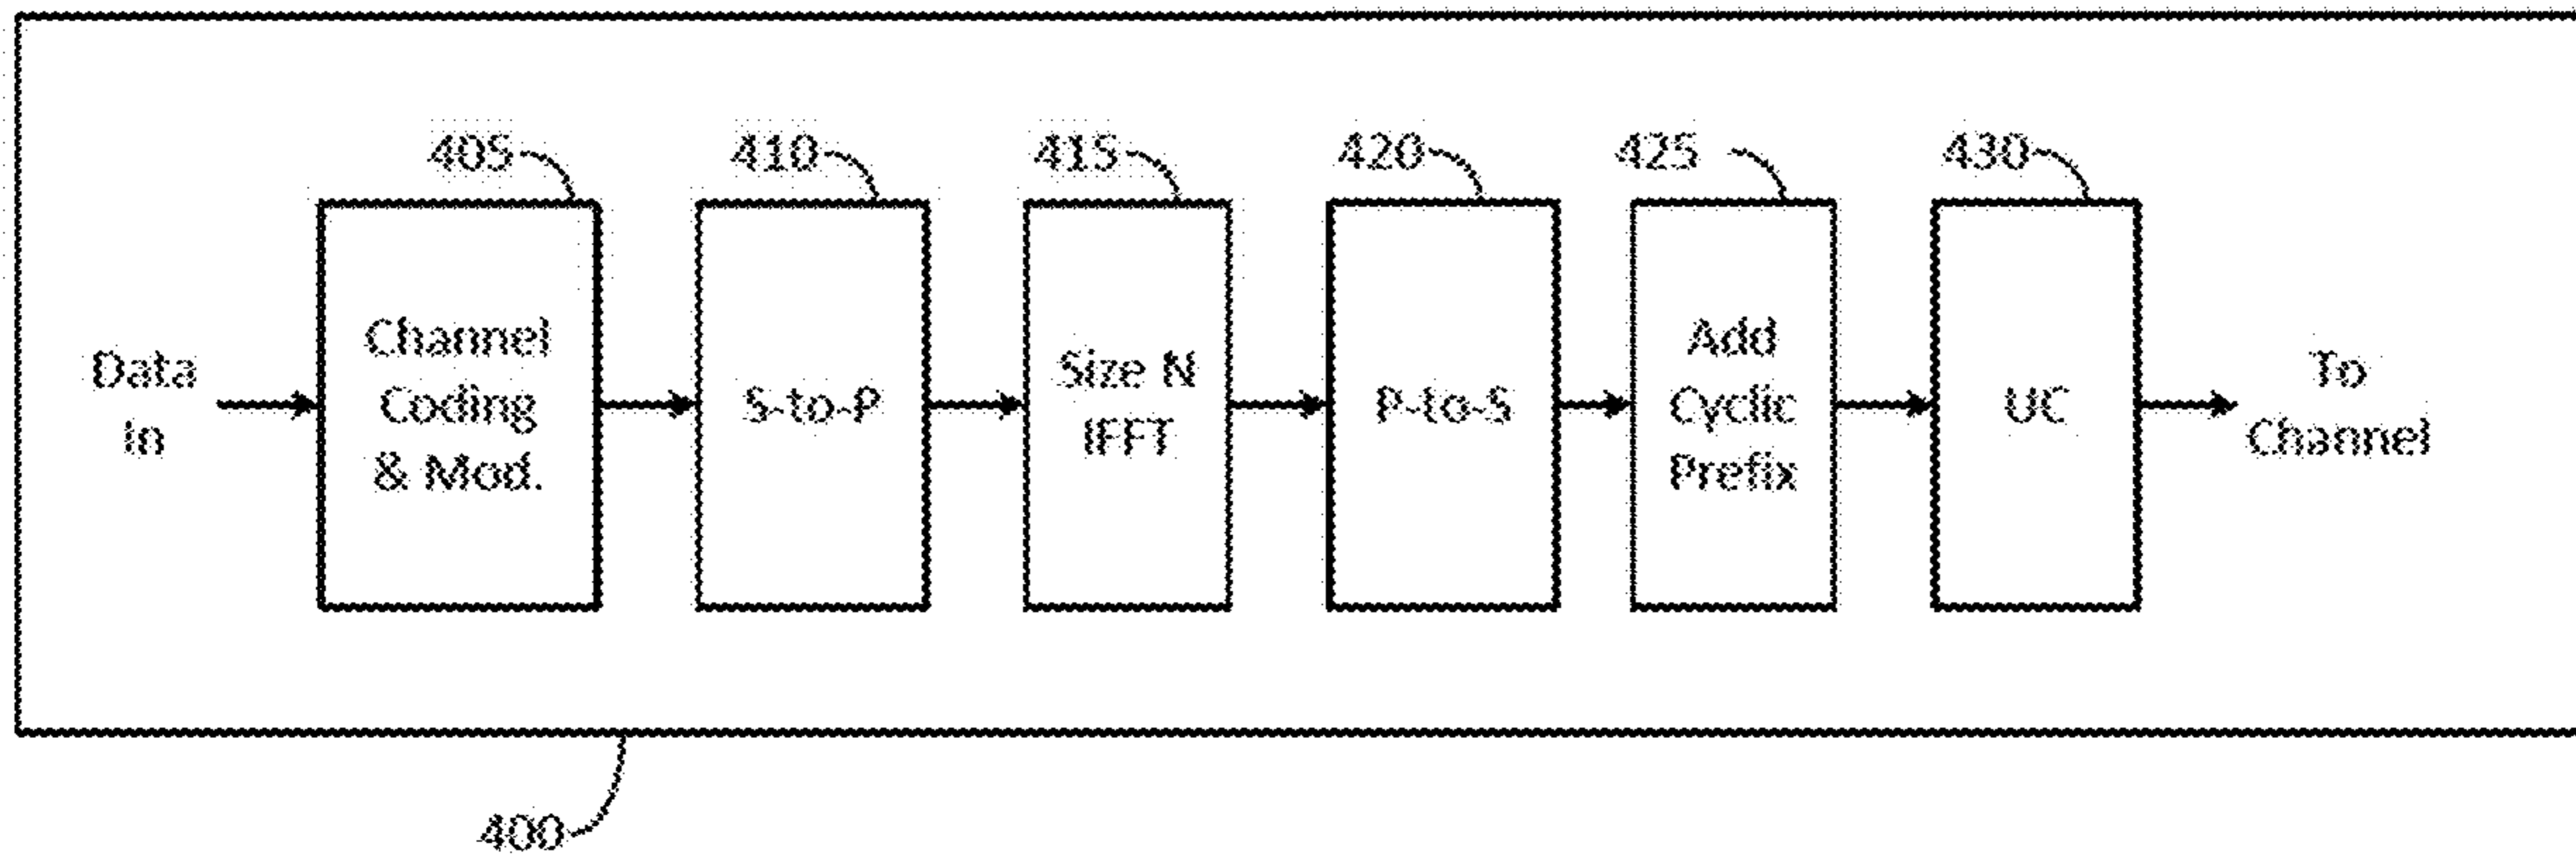 405
410
415
420
425
430
Data
In
Channel
Coding
& Mod.
S-to-P
Size N
IFFT
P-to-S
Add
Cyclic
Prefix
UC
To
Channel
400